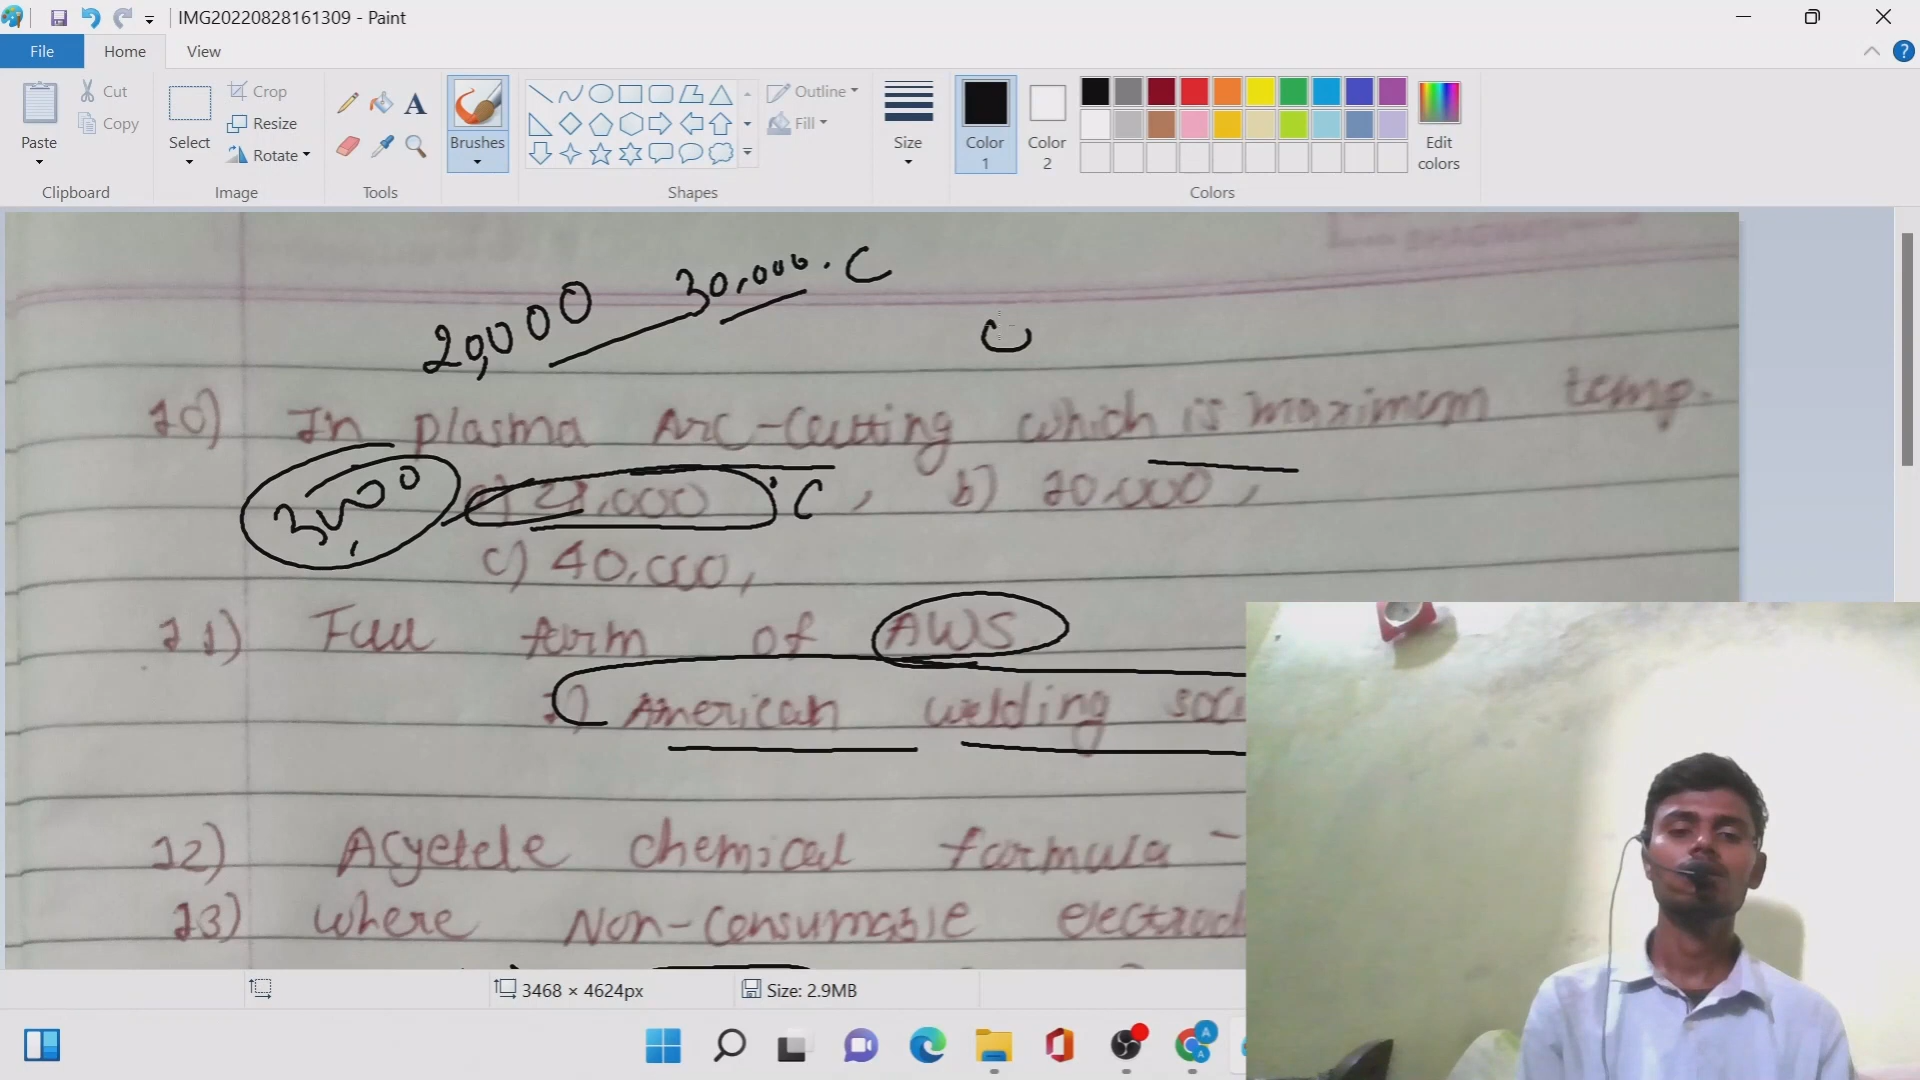 IMG20220828161309 - Paint
File Home View
Paste
Cut
Copy
Clipboard
Select
Crop
Resize
Rotate
Image
A
Tools
Brushes
Outline
Fill
Shapes
Size
Color 1
Color 2
Edit colors
Colors
20,000 30,000°C
10) In plasma Arc-Cutting which is maximum temp.
°C, b) 20,000,
c) 40,000,
11) Full form of AWS
1) American welding soci
12) Acyetele chemical formula -
13) where Non-Consumable electrod
3468 × 4624px
Size: 2.9MB